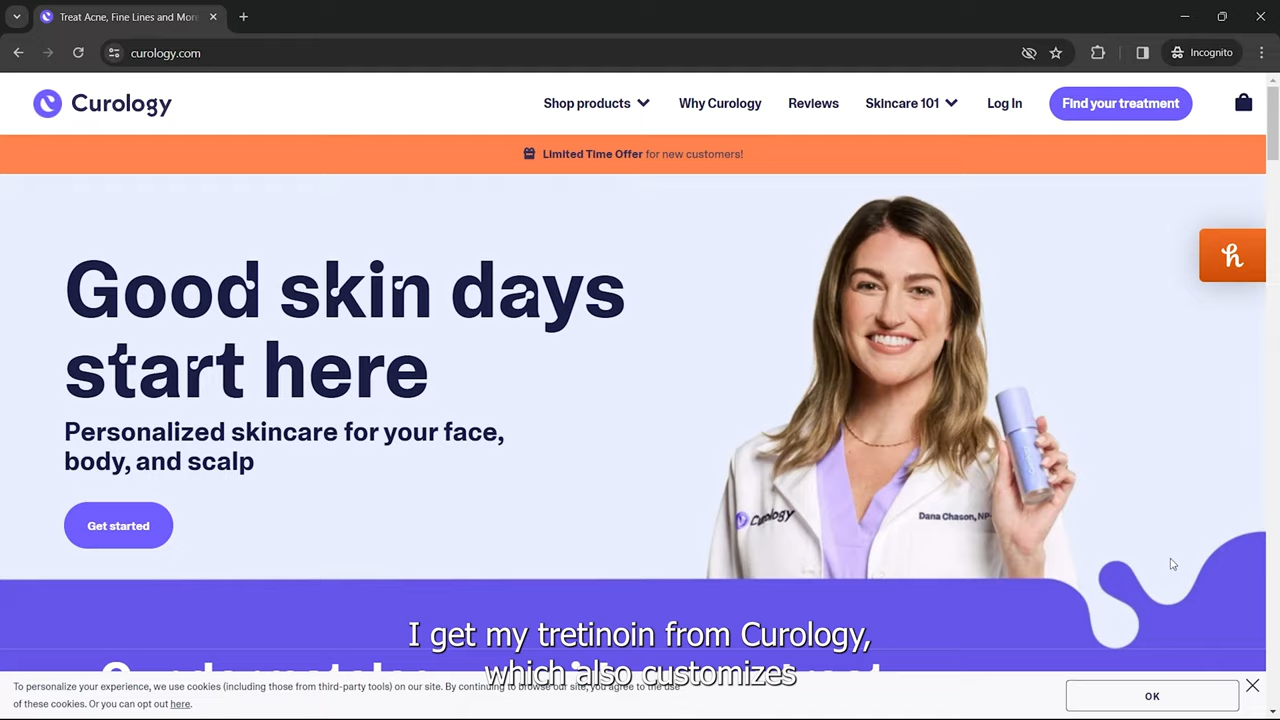 Treat Acne, Fine Lines and More
curology.com
Incognito
Curology
Shop products
Why Curology
Reviews
Skincare 101
Log In
Find your treatment
Limited Time Offer for new customers!
Good skin days
start here
Personalized skincare for your face,
body, and scalp
Get started
Curology
Dana Chason, NP-
h
I get my tretinoin from Curology,
which also customizes
To personalize your experience, we use cookies (including those from third-party tools) on our site. By continuing to browse our site, you agree to the use
of these cookies. Or you can opt out here.
OK